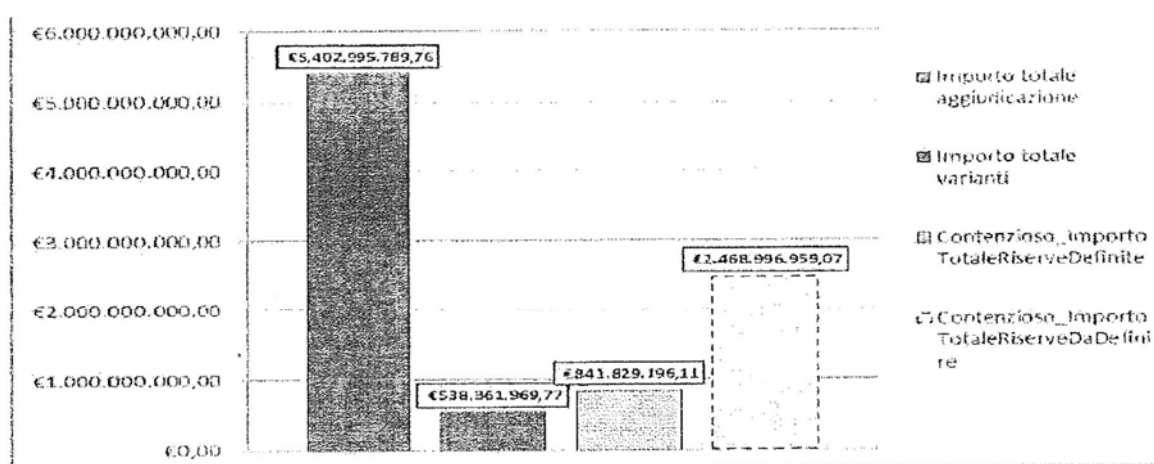 €6.000.000.000,00
€5.000.000.000,00
€4.000.000.000,00
€3.000.000.000,00
€2.000.000.000,00
€1.000.000.000,00
€0,00
€5.402.995.789,76
€538.361.969,77
€841.829.196,11
€2.468.996.959,07
Importo totale
aggiudicazione
Importo totale
varianti
Contenzioso_Importo
TotaleRiserveDefinite
Contenzioso_Importo
TotaleRiserveDaDefini
re